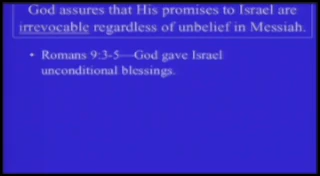 God assures that His promises to Israel are
irrevocable regardless of unbelief in Messiah.
• Romans 9:3-5—God gave Israel
unconditional blessings.